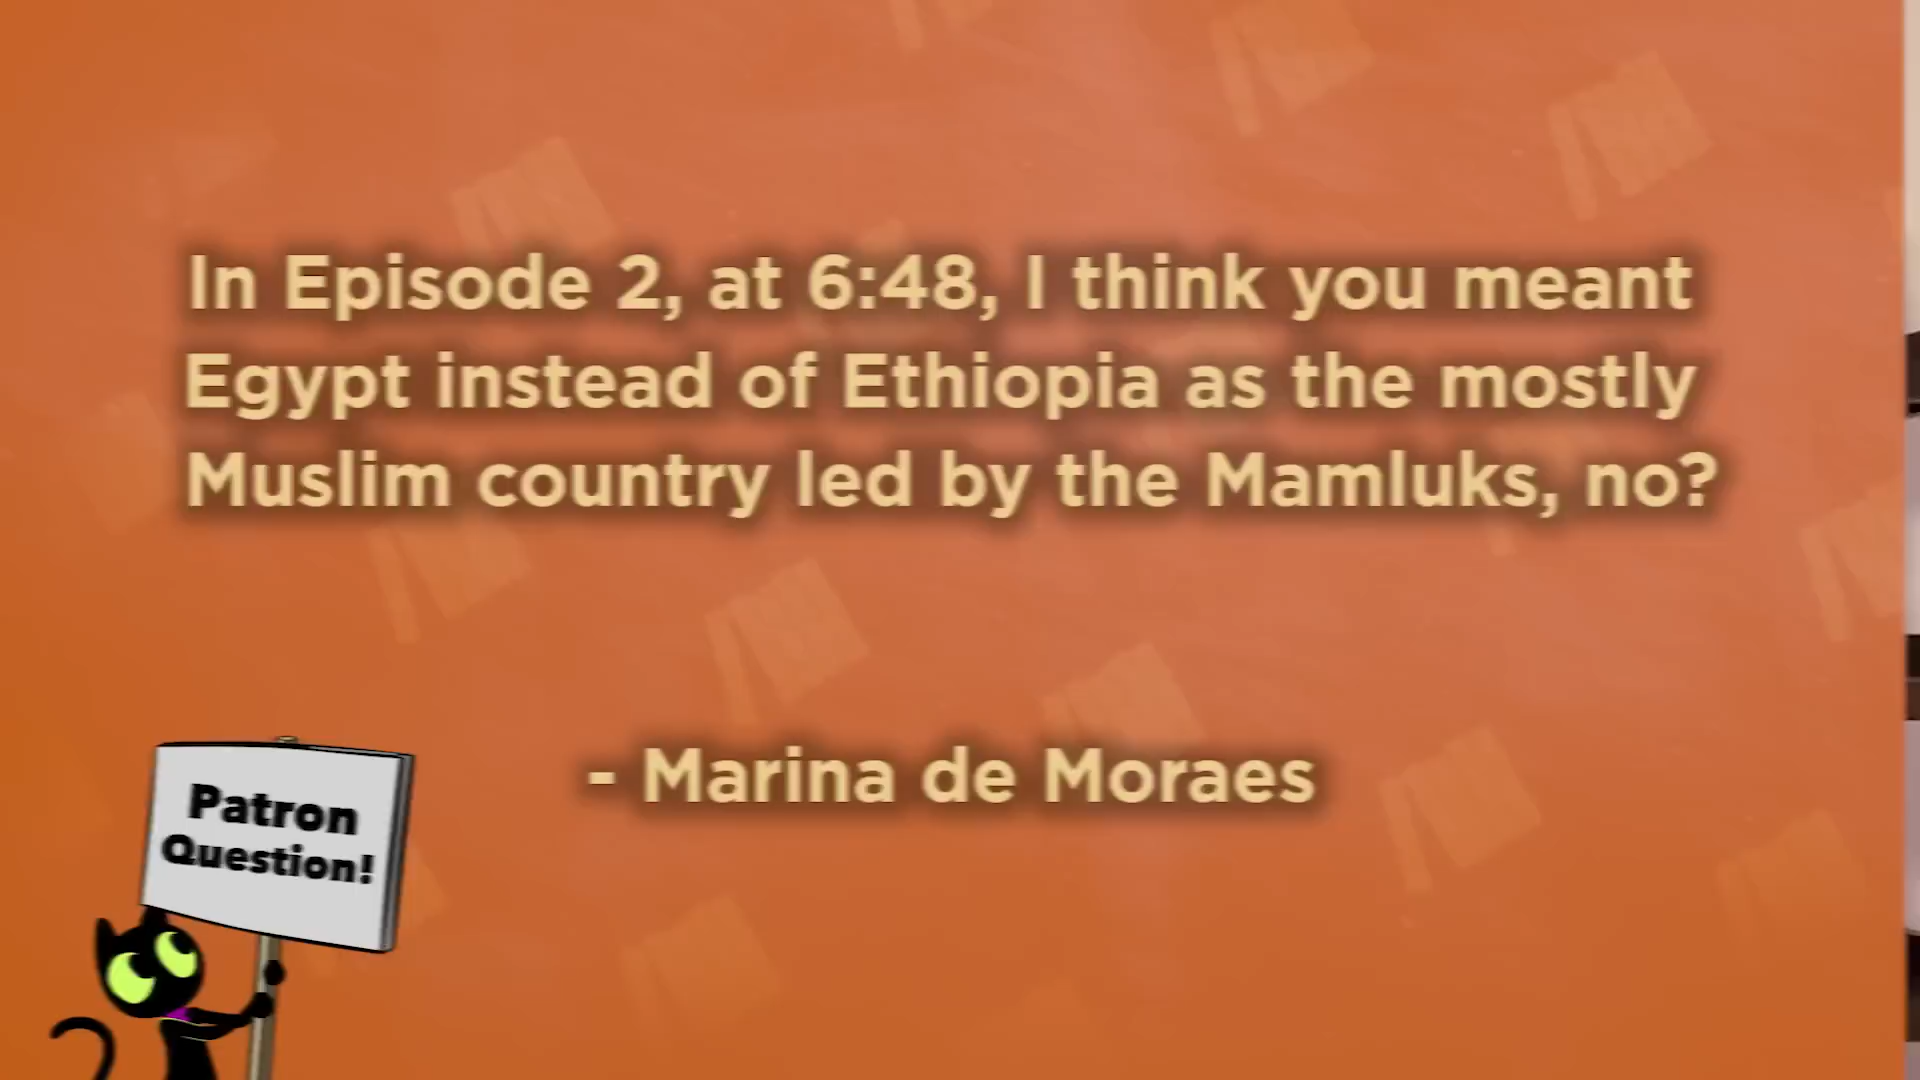 In Episode 2, at 6:48, I think you meant
Egypt instead of Ethiopia as the mostly
Muslim country led by the Mamluks, no?
- Marina de Moraes
Patron
Question!